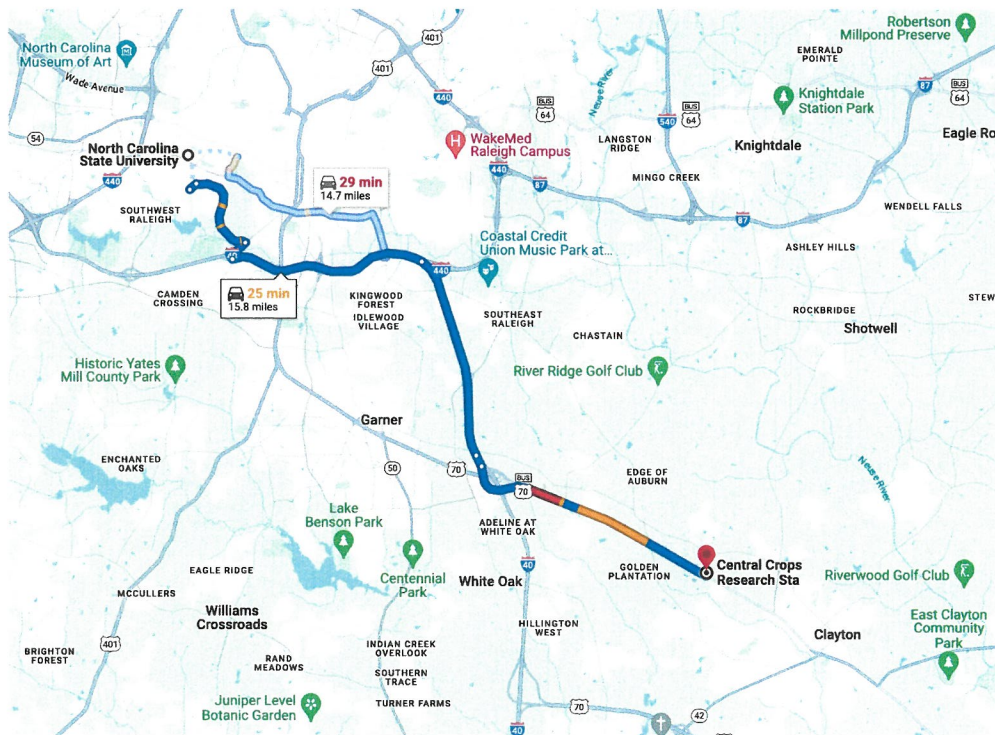 401
Robertson
Millpond Preserve
North Carolina
Museum of Art
EMERALD
POINTE
401
Wade Avenue
87
BUS
64
440
Knightdale
Station Park
BUS
64
Neuse River
BUS
64
540
54
WakeMed
Raleigh Campus
LANGSTON
RIDGE
Eagle Ro
North Carolina
State University
Knightdale
440
440
29 min
14.7 miles
87
MINGO CREEK
SOUTHWEST
RALEIGH
WENDELL FALLS
87
Coastal Credit
Union Music Park at...
ASHLEY HILLS
40
440
25 min
15.8 miles
CAMDEN
CROSSING
KINGWOOD
FOREST
IDLEWOOD
VILLAGE
STEW
ROCKBRIDGE
SOUTHEAST
RALEIGH
Shotwell
CHASTAIN
Historic Yates
Mill County Park
River Ridge Golf Club
Garner
ENCHANTED
OAKS
50
70
EDGE OF
AUBURN
Neuse River
BUS
70
Lake
Benson Park
ADELINE AT
WHITE OAK
40
Central Crops
Research Sta
EAGLE RIDGE
Centennial
Park
White Oak
GOLDEN
PLANTATION
Riverwood Golf Club
MCCULLERS
Williams
Crossroads
HILLINGTON
WEST
East Clayton
Community
Park
Clayton
401
BRIGHTON
FOREST
INDIAN CREEK
OVERLOOK
RAND
MEADOWS
SOUTHERN
TRACE
Juniper Level
Botanic Garden
TURNER FARMS
70
42
40